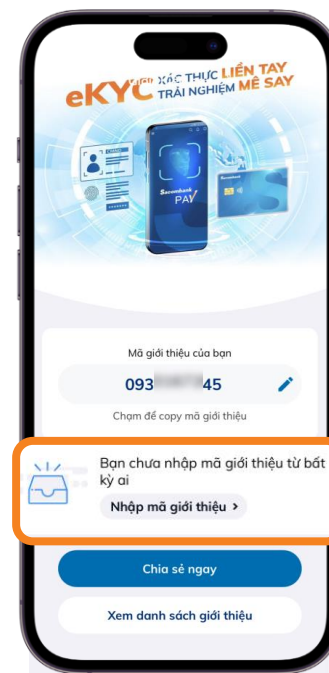 eKYC XÁC THỰC LIỀN TAY
TRẢI NGHIỆM MÊ SAY
Sacombank
PAY
Sacombank
Mã giới thiệu của bạn
093 45
Chạm để copy mã giới thiệu
Bạn chưa nhập mã giới thiệu từ bất
kỳ ai
Nhập mã giới thiệu >
Chia sẻ ngay
Xem danh sách giới thiệu